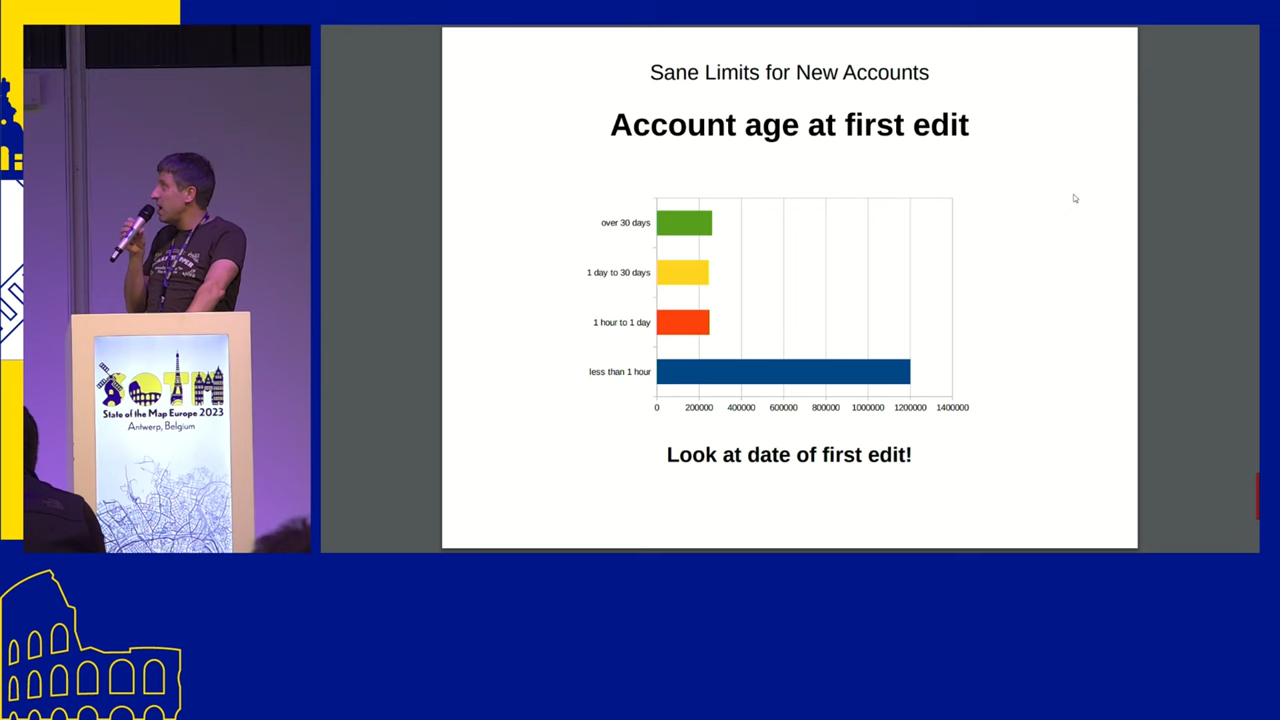 Sane Limits for New Accounts
Account age at first edit
over 30 days
1 day to 30 days
1 hour to 1 day
less than 1 hour
0 200000 400000 600000 800000 1000000 1200000 1400000
Look at date of first edit!
SOTM
State of the Map Europe 2023
Antwerp, Belgium